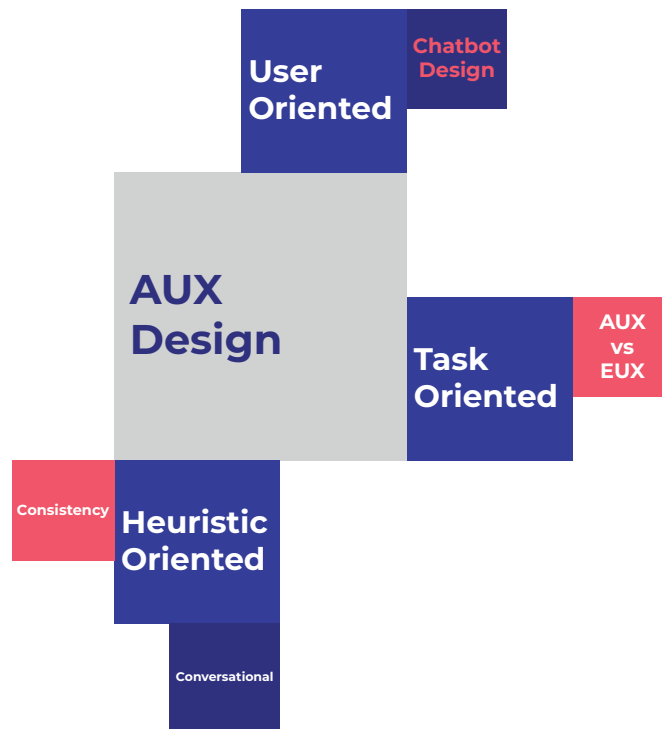 User
Oriented
Chatbot
Design
AUX
Design
Task
Oriented
AUX
vs
EUX
Consistency
Heuristic
Oriented
Conversational